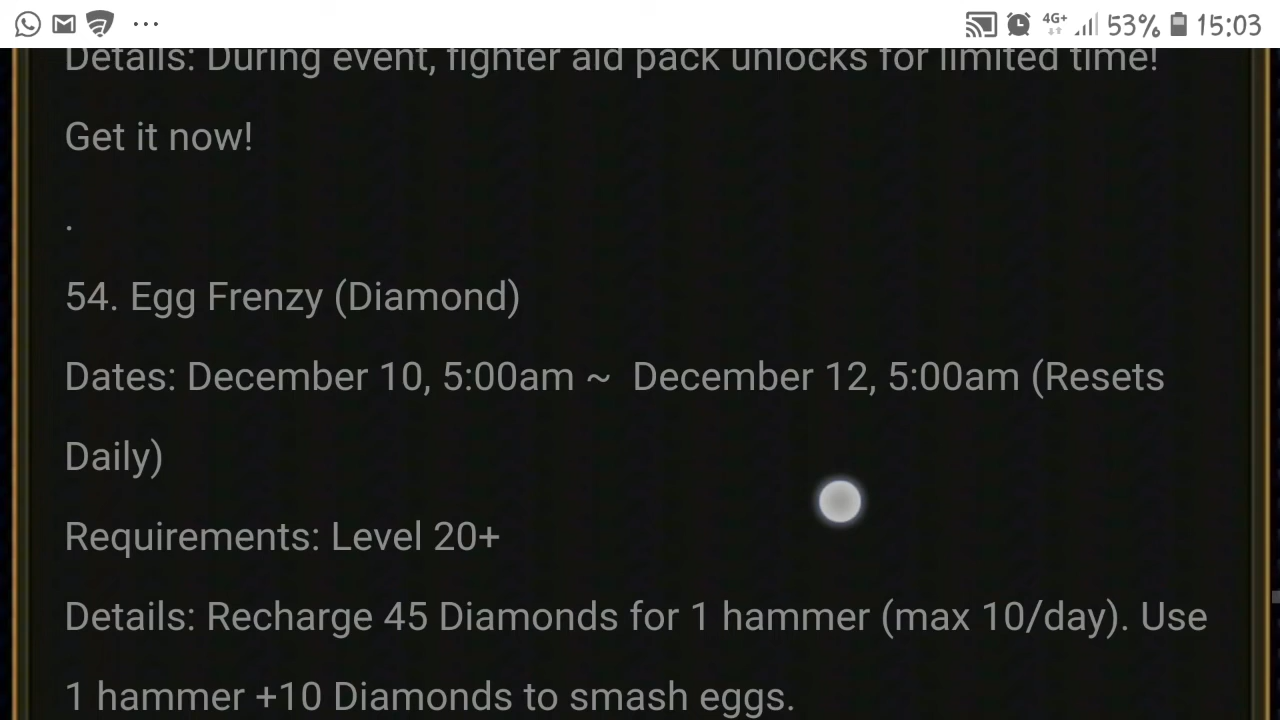 4G+ 53% 15:03
Details: During event, fighter aid pack unlocks for limited time!
Get it now!
.
54. Egg Frenzy (Diamond)
Dates: December 10, 5:00am ~  December 12, 5:00am (Resets
Daily)
Requirements: Level 20+
Details: Recharge 45 Diamonds for 1 hammer (max 10/day). Use
1 hammer +10 Diamonds to smash eggs.